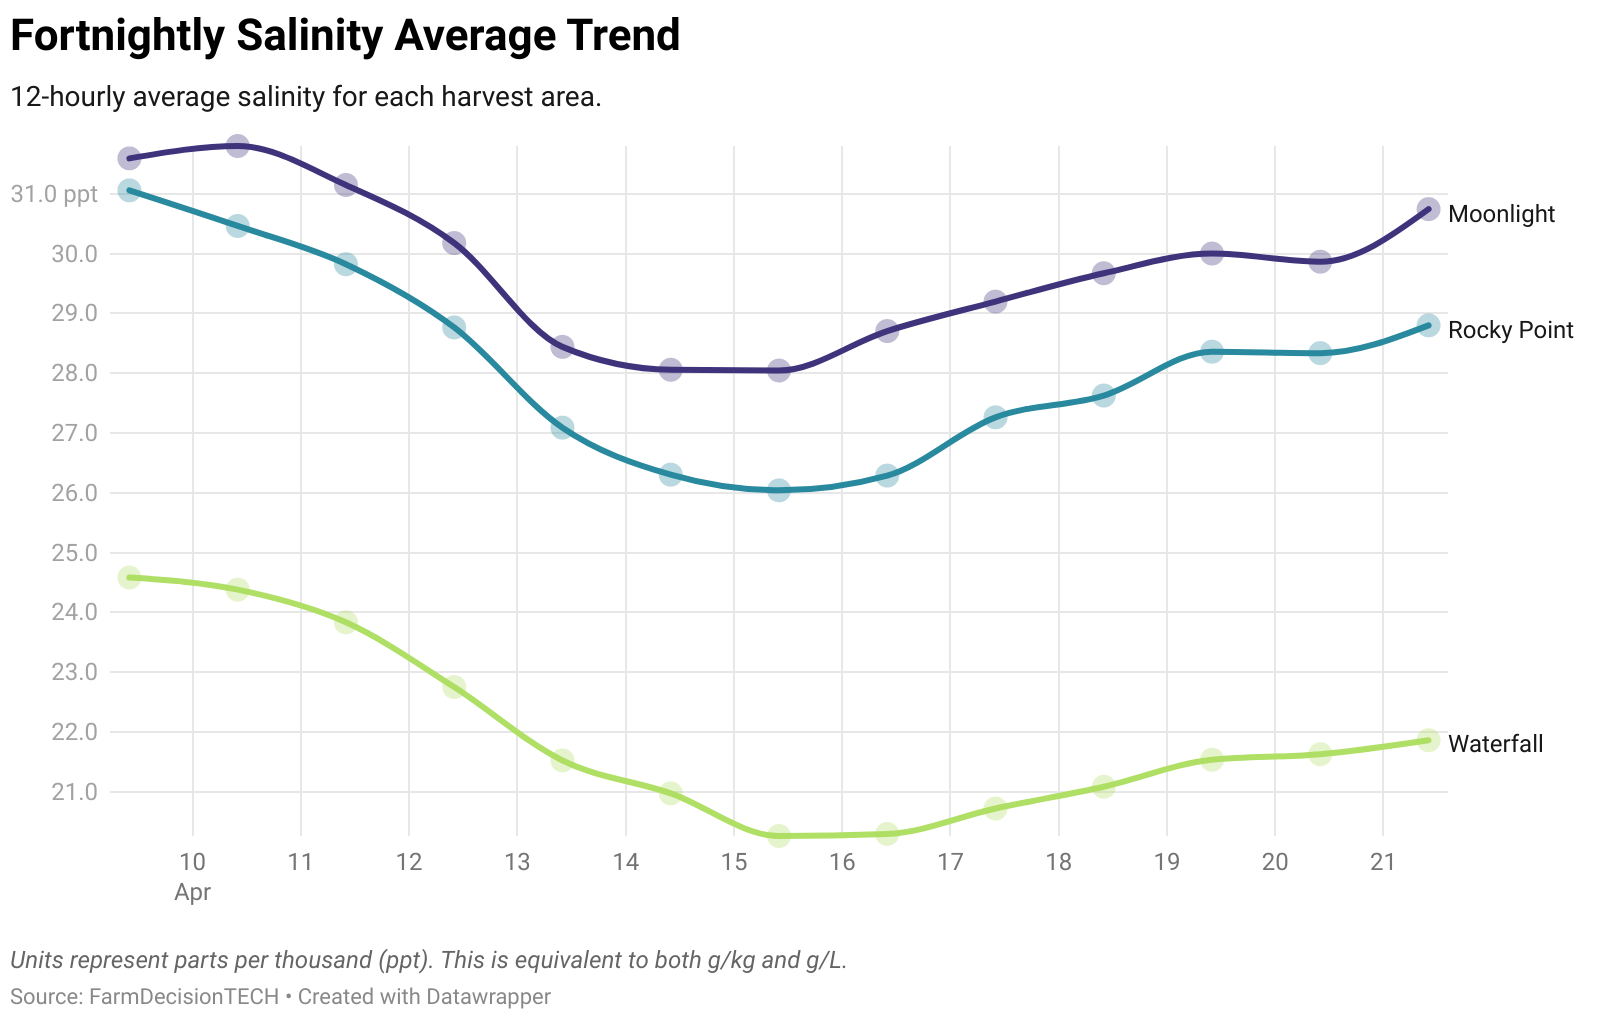 Fortnightly Salinity Average Trend
12-hourly average salinity for each harvest area.
31.0 ppt
30.0
29.0
28.0
27.0
26.0
25.0
24.0
23.0
22.0
21.0
Moonlight
Rocky Point
Waterfall
10 11 12 13 14 15 16 17 18 19 20 21
Apr
Units represent parts per thousand (ppt). This is equivalent to both g/kg and g/L.
Source: FarmDecisionTECH • Created with Datawrapper